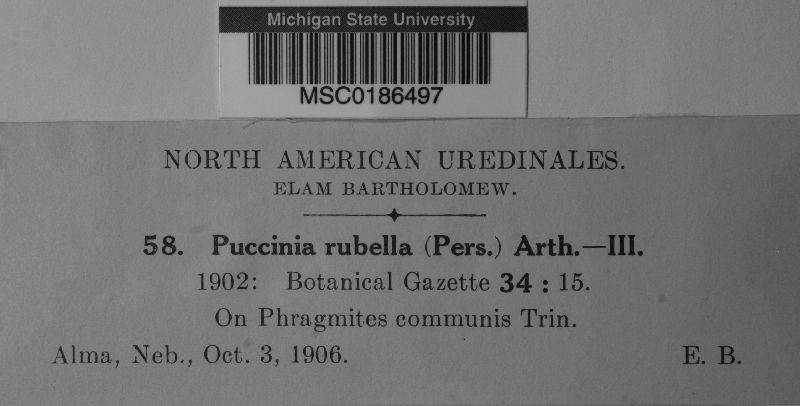 Michigan State University
MSC0186497
NORTH AMERICAN UREDINALES.
ELAM BARTHOLOMEW.
58. Puccinia rubella (Pers.) Arth.—III.
1902: Botanical Gazette 34 : 15.
On Phragmites communis Trin.
Alma, Neb., Oct. 3, 1906. E. B.